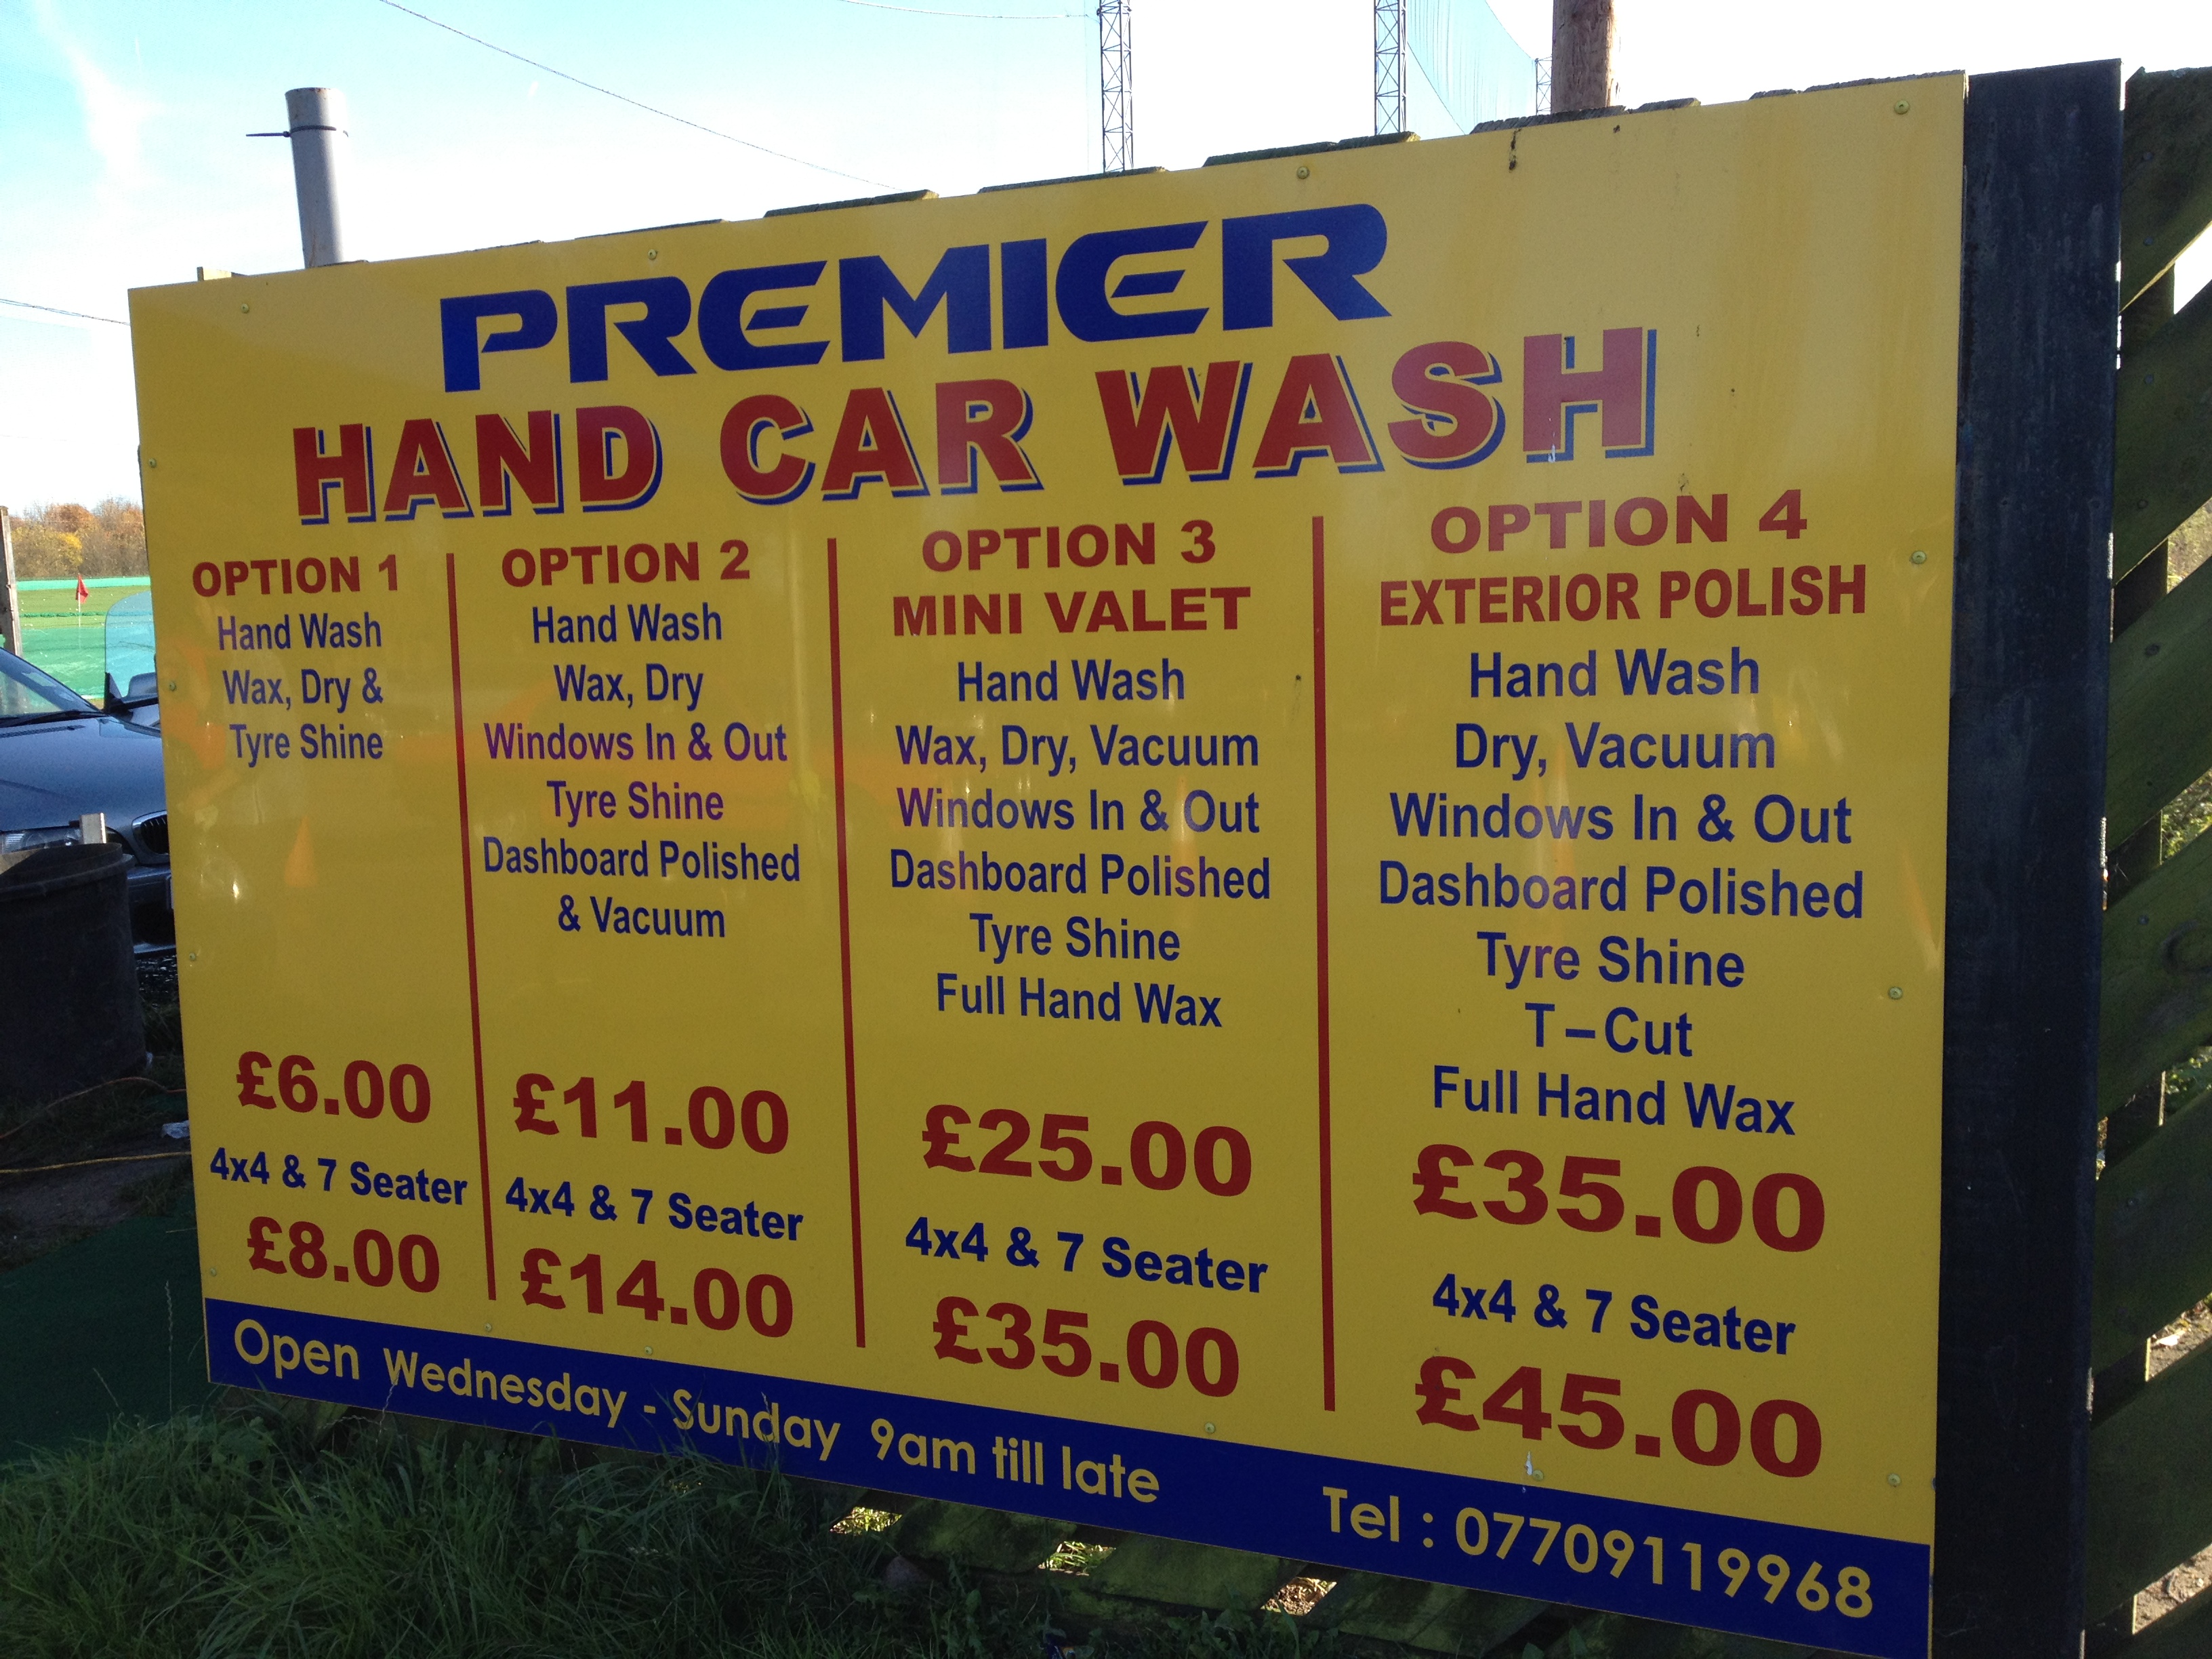 PREMIER
HAND CAR WASH
OPTION 1
Hand Wash
Wax, Dry &
Tyre Shine
£6.00
4x4 & 7 Seater
£8.00
OPTION 2
Hand Wash
Wax, Dry
Windows In & Out
Tyre Shine
Dashboard Polished
& Vacuum
£11.00
4x4 & 7 Seater
£14.00
OPTION 3
MINI VALET
Hand Wash
Wax, Dry, Vacuum
Windows In & Out
Dashboard Polished
Tyre Shine
Full Hand Wax
£25.00
4x4 & 7 Seater
£35.00
OPTION 4
EXTERIOR POLISH
Hand Wash
Dry, Vacuum
Windows In & Out
Dashboard Polished
Tyre Shine
T–Cut
Full Hand Wax
£35.00
4x4 & 7 Seater
£45.00
Open Wednesday - Sunday 9am till late Tel : 07709119968